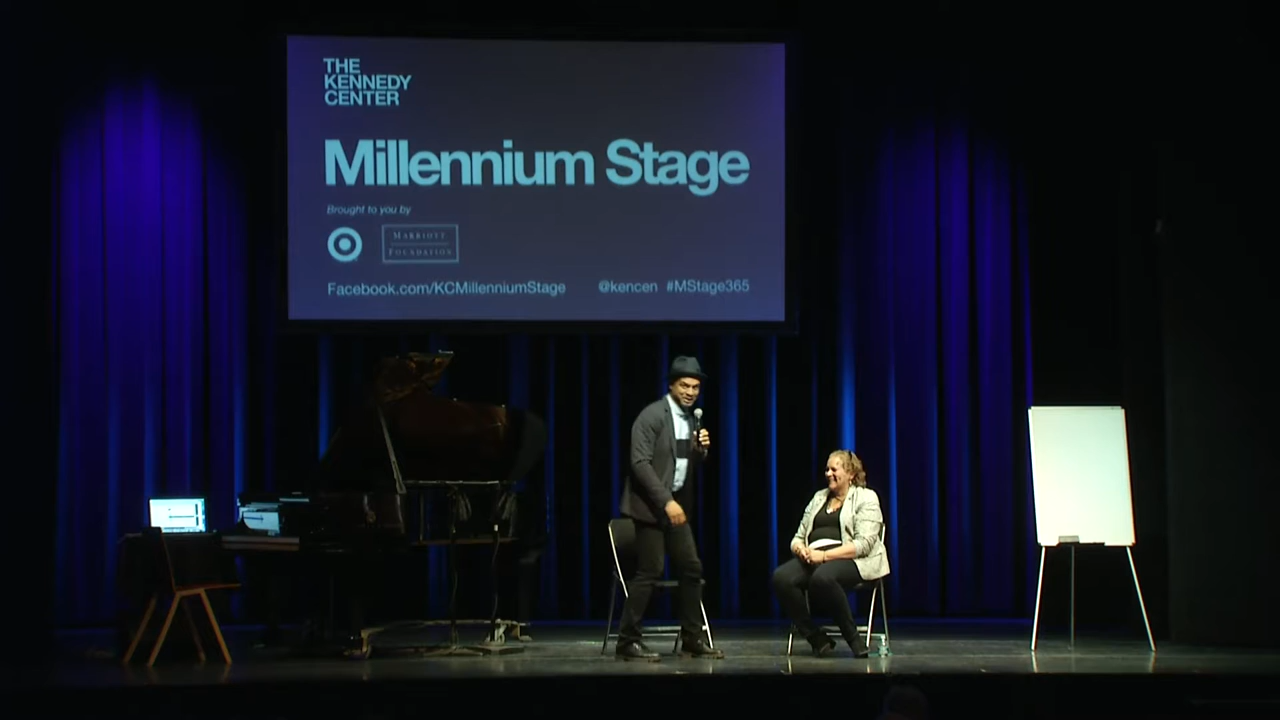 THE
KENNEDY
CENTER
Millennium Stage
Brought to you by
MARRIOTT
FOUNDATION
Facebook.com/KCMillenniumStage @kencen #MStage365